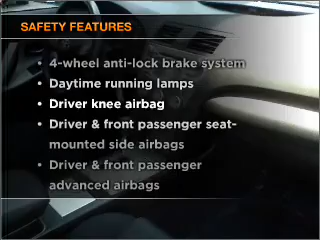 SAFETY FEATURES
• 4-wheel anti-lock brake system
• Daytime running lamps
• Driver knee airbag
• Driver & front passenger seat-
mounted side airbags
• Driver & front passenger
advanced airbags